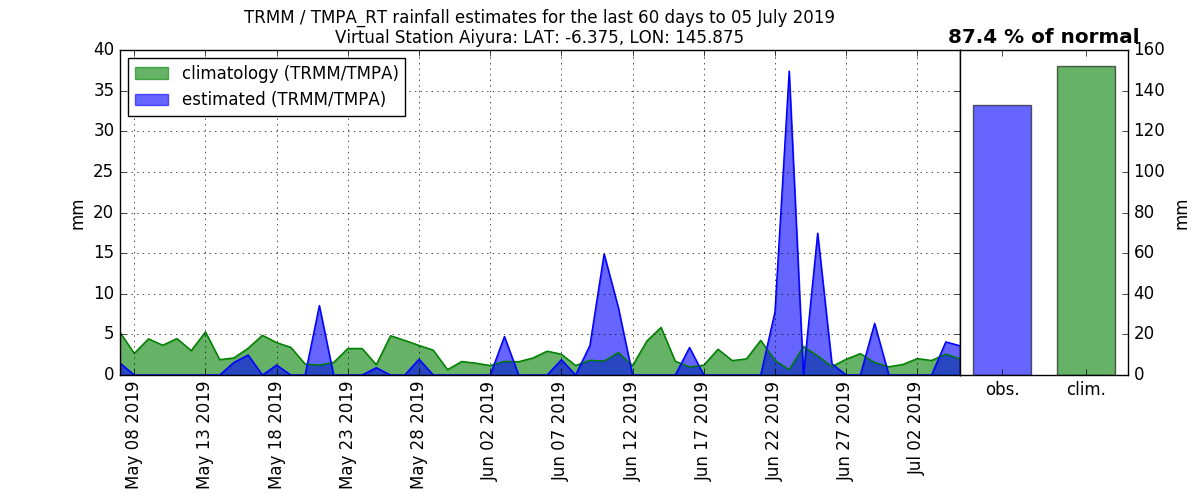 TRMM / TMPA_RT rainfall estimates for the last 60 days to 05 July 2019
Virtual Station Aiyura: LAT: -6.375, LON: 145.875
87.4 % of normal
climatology (TRMM/TMPA)
estimated (TRMM/TMPA)
mm
40
35
30
25
20
15
10
5
0
May 08 2019
May 13 2019
May 18 2019
May 23 2019
May 28 2019
Jun 02 2019
Jun 07 2019
Jun 12 2019
Jun 17 2019
Jun 22 2019
Jun 27 2019
Jul 02 2019
obs.
clim.
160
140
120
100
80
60
40
20
0
mm